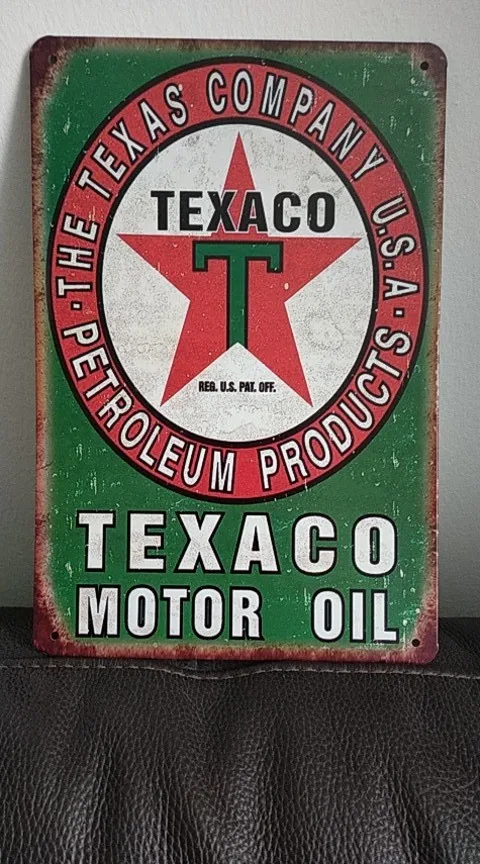 ·THE TEXAS COMPANY U.S.A·
TEXACO
T
REG. U.S. PAT. OFF.
PETROLEUM PRODUCTS
TEXACO
MOTOR OIL